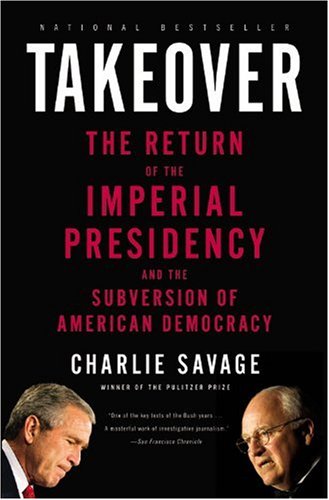 NATIONAL BESTSELLER
TAKEOVER
THE RETURN
OF THE
IMPERIAL
PRESIDENCY
AND THE
SUBVERSION OF
AMERICAN DEMOCRACY
CHARLIE SAVAGE
WINNER OF THE PULITZER PRIZE
"One of the key texts of the Bush years . . .
A masterful work of investigative journalism."
—San Francisco Chronicle